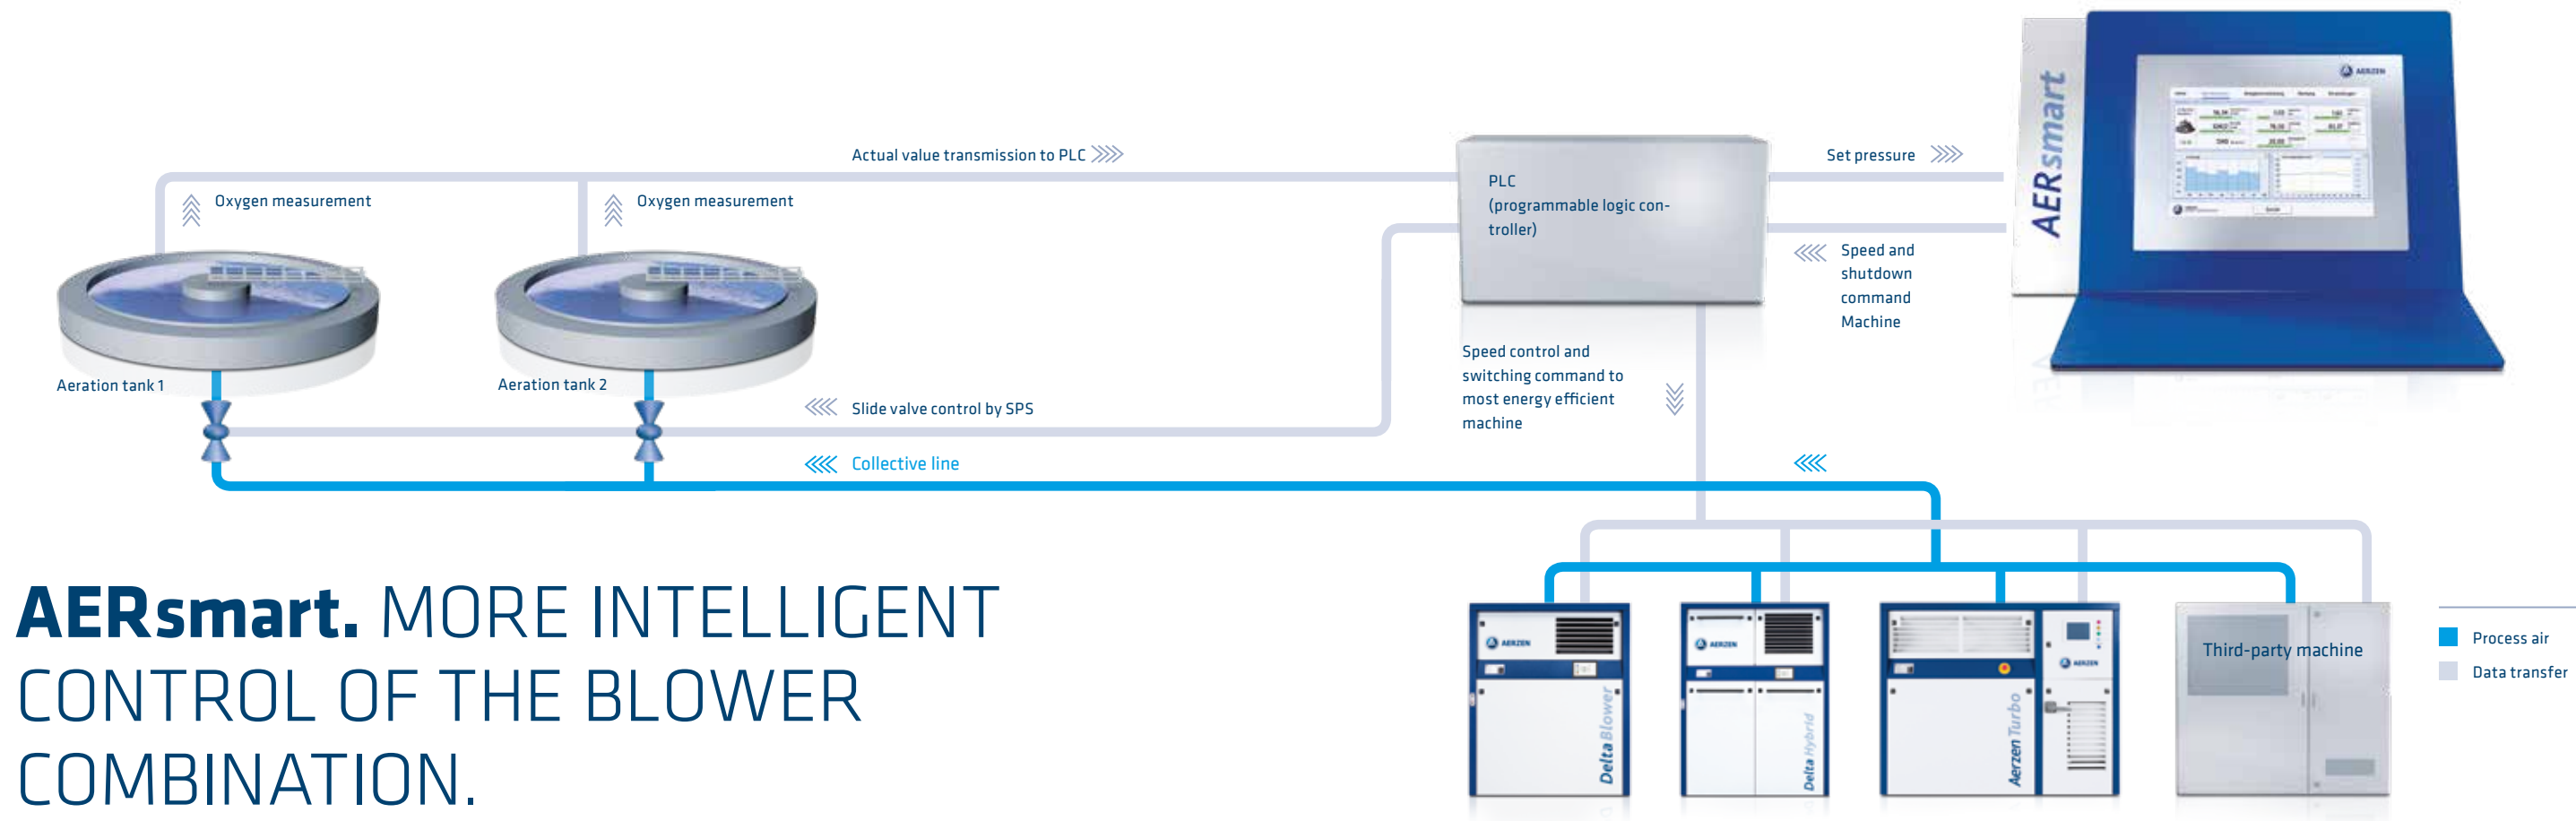 Actual value transmission to PLC
Oxygen measurement
Oxygen measurement
Aeration tank 1
Aeration tank 2
Slide valve control by SPS
Collective line
PLC
(programmable logic con-
troller)
Set pressure
Speed and
shutdown
command
Machine
Speed control and
switching command to
most energy efficient
machine
AERsmart
AERZEN
AERZEN
Delta Blower
AERZEN
Delta Hybrid
AERZEN
Aerzen Turbo
Third-party machine
Process air
Data transfer
AERsmart. MORE INTELLIGENT
CONTROL OF THE BLOWER
COMBINATION.